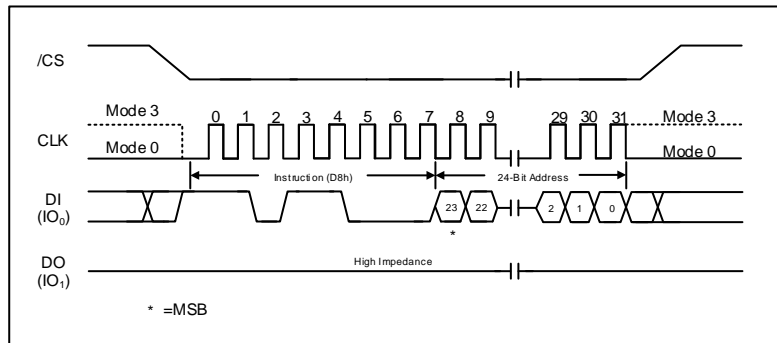 /CS
Mode 3 0 1 2 3 4 5 6 7 8 9 29 30 31 Mode 3
CLK
Mode 0 Mode 0
Instruction (D8h) 24-Bit Address
DI
(IO₀) 23 22 2 1 0
*
DO High Impedance
(IO₁)
* =MSB